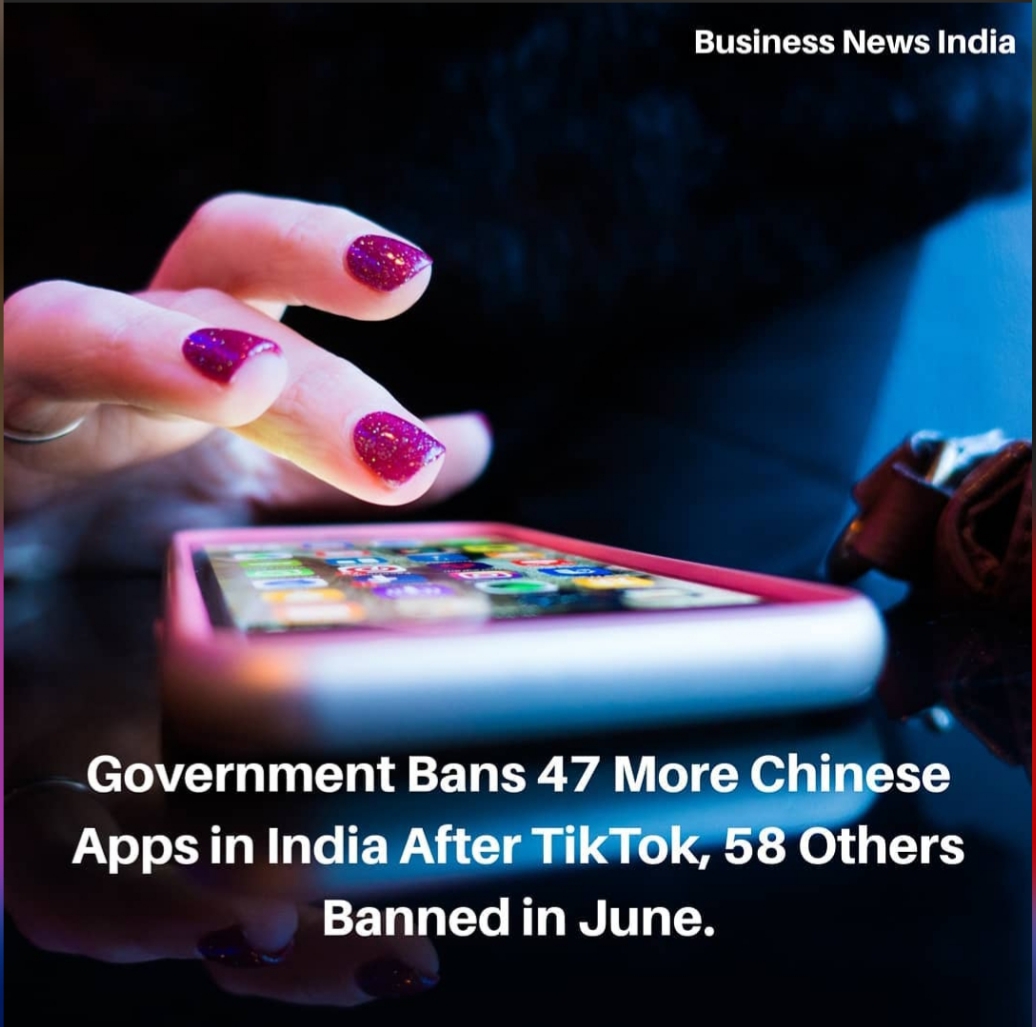 Business News India
Government Bans 47 More Chinese
Apps in India After TikTok, 58 Others
Banned in June.